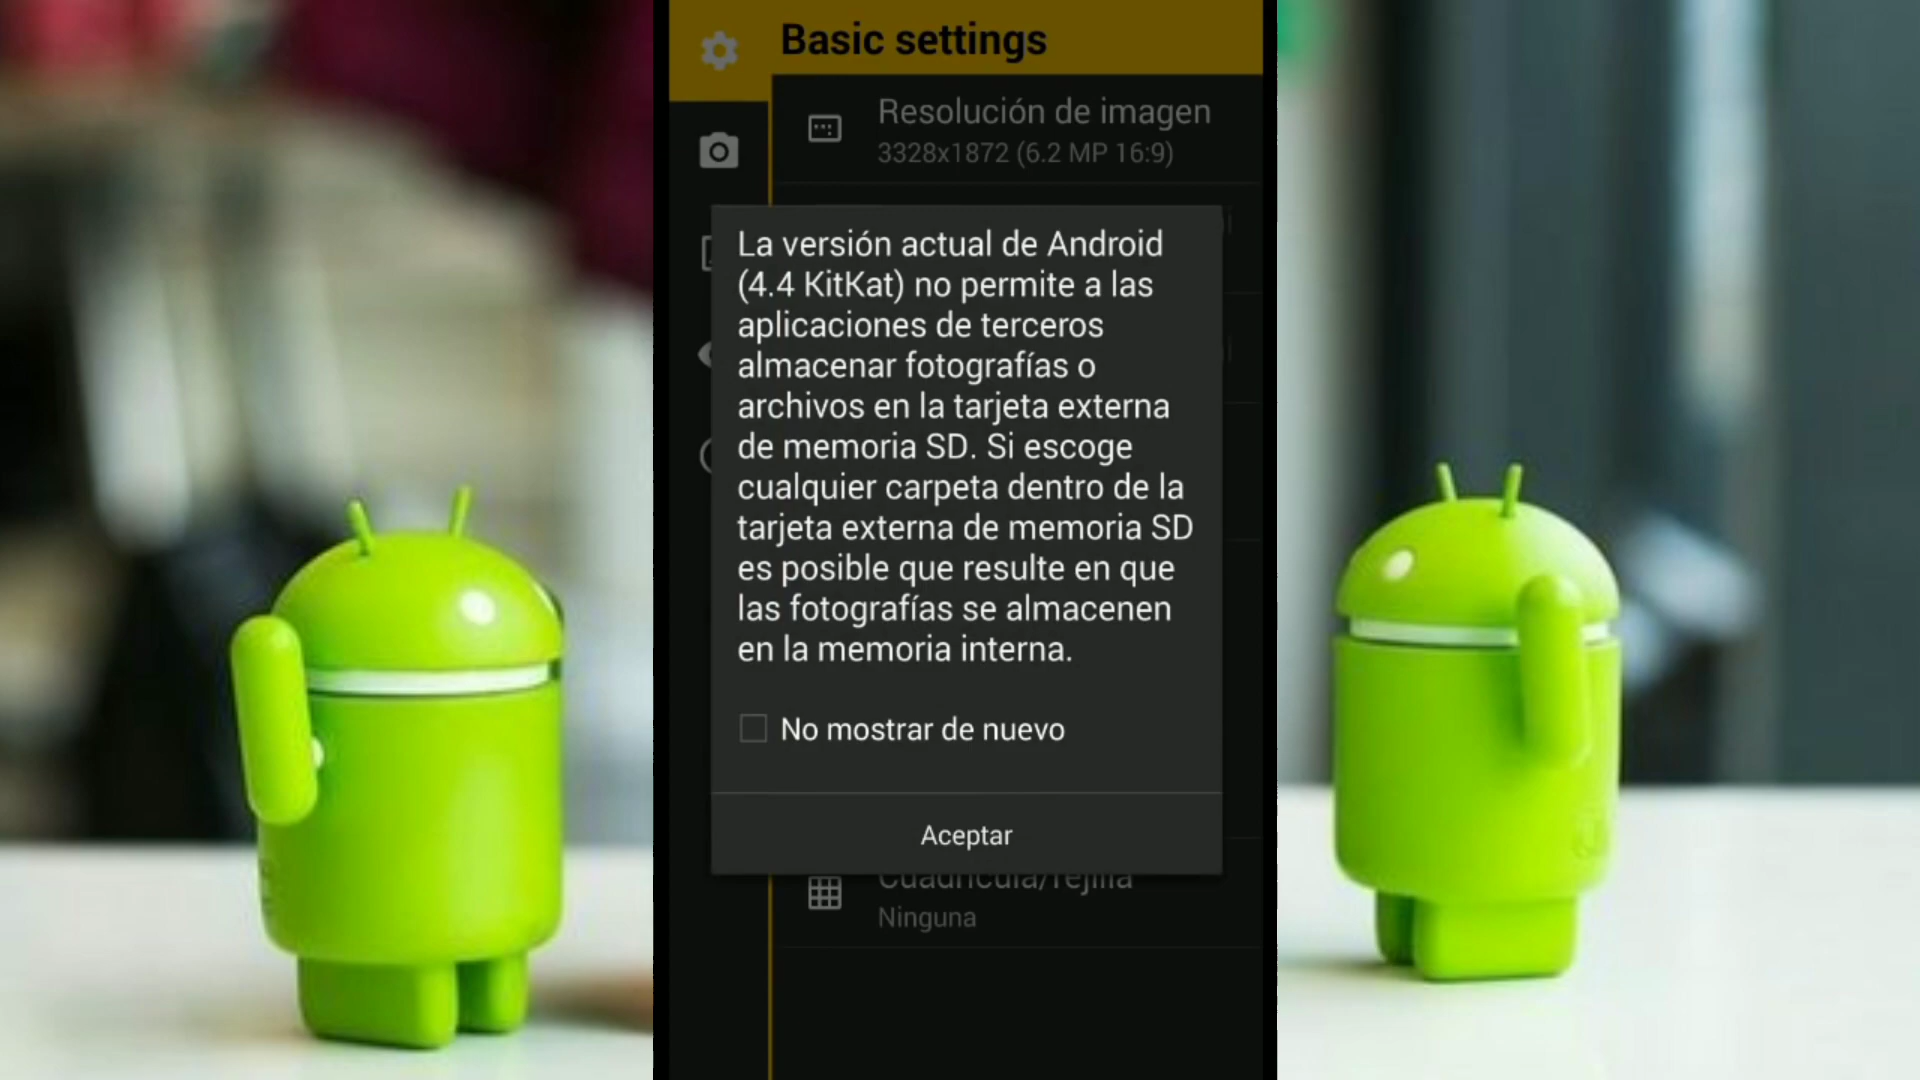 Basic settings
Resolución de imagen
3328x1872 (6.2 MP 16:9)
La versión actual de Android
(4.4 KitKat) no permite a las
aplicaciones de terceros
almacenar fotografías o
archivos en la tarjeta externa
de memoria SD. Si escoge
cualquier carpeta dentro de la
tarjeta externa de memoria SD
es posible que resulte en que
las fotografías se almacenen
en la memoria interna.
No mostrar de nuevo
Aceptar
Cuadrícula/rejilla
Ninguna